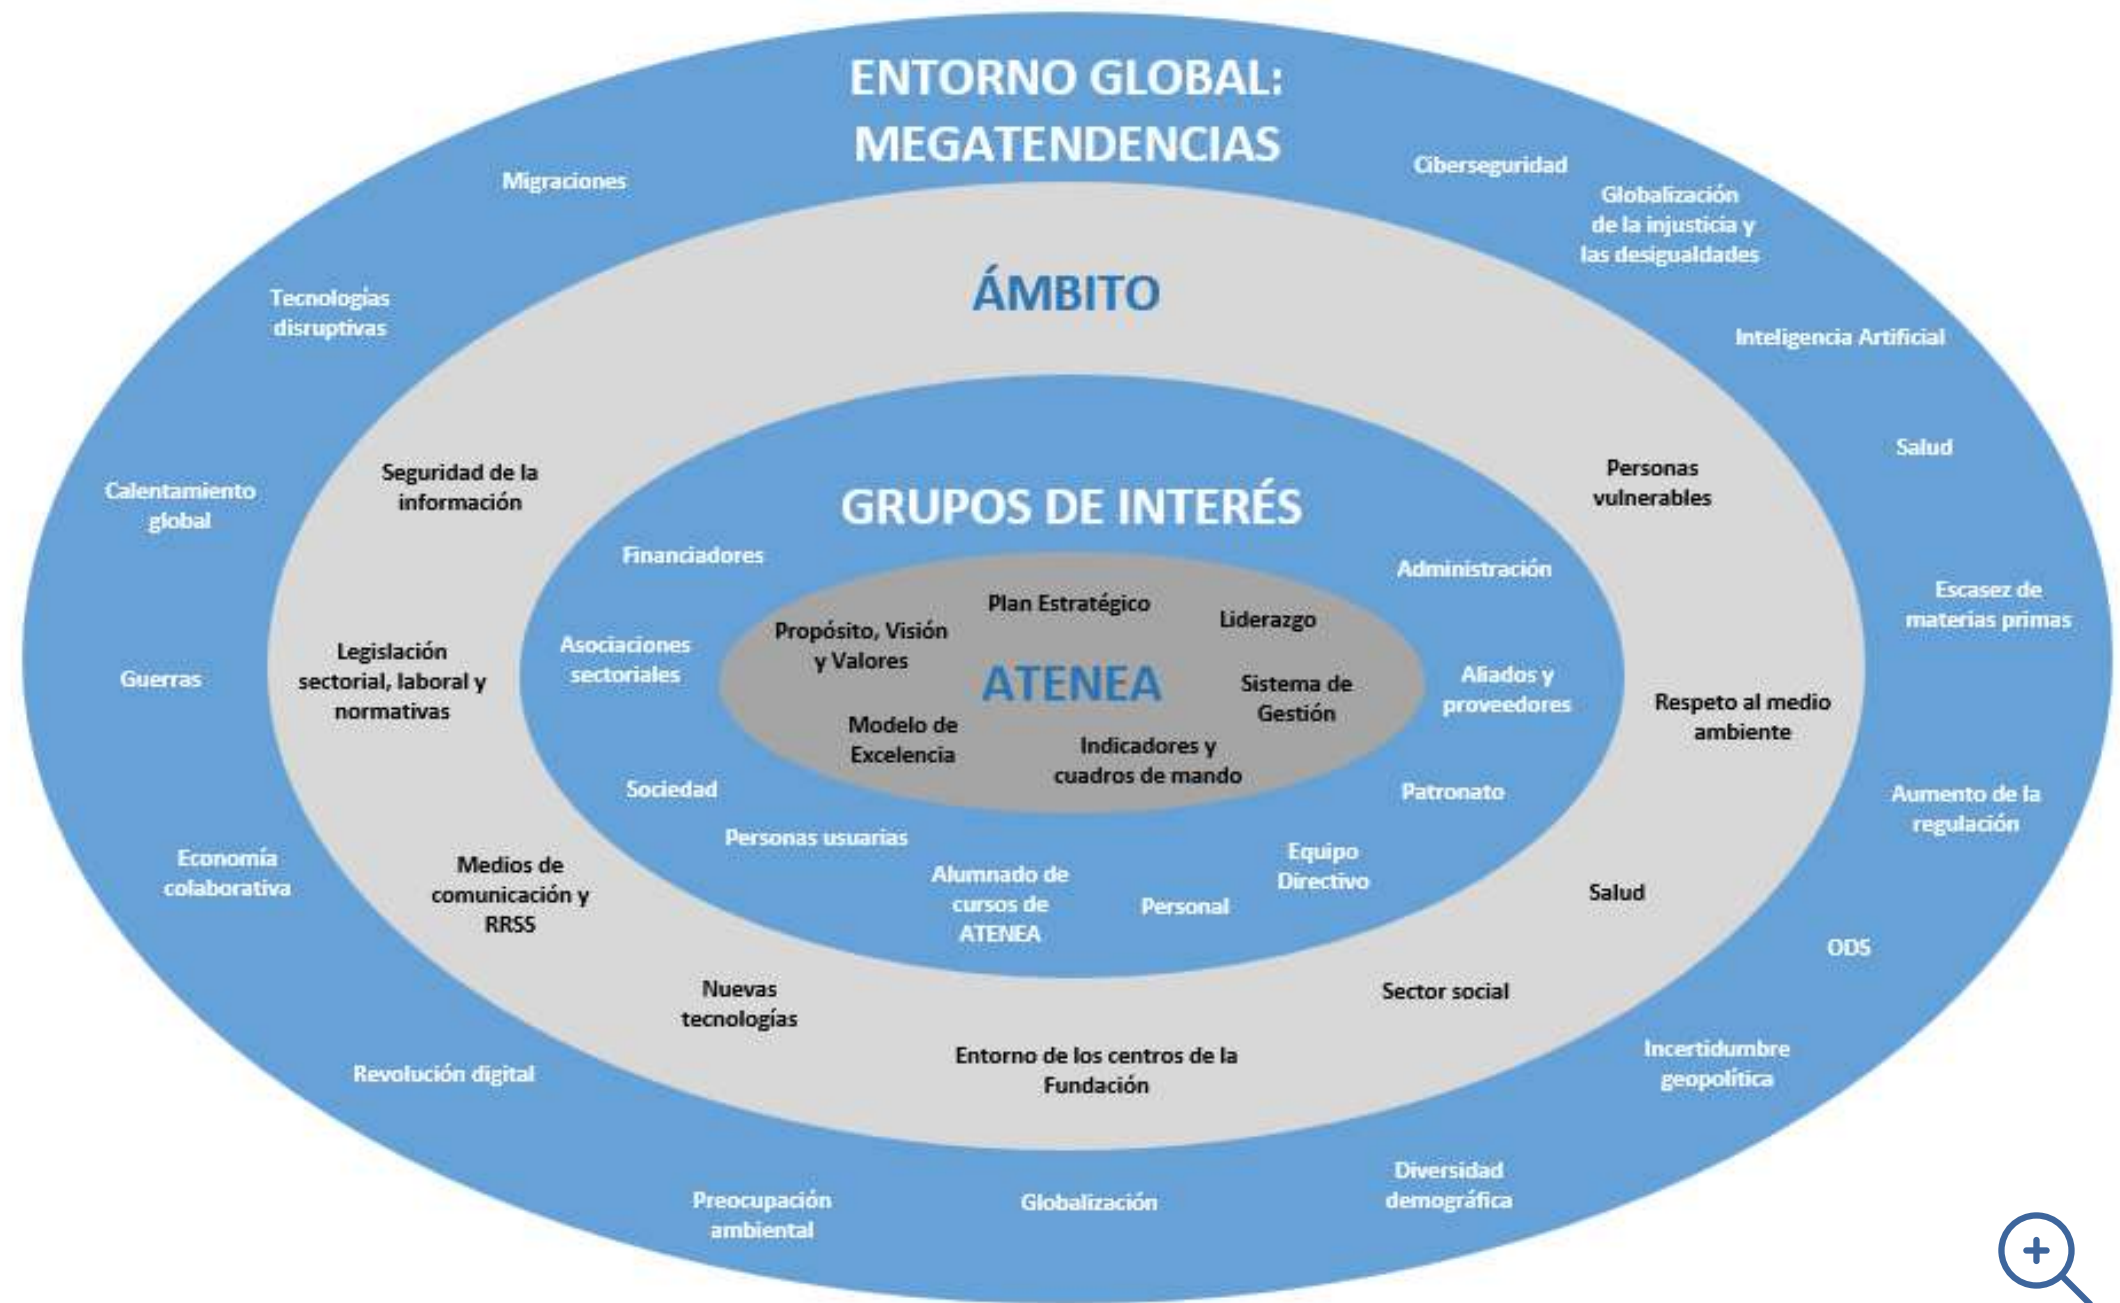 ENTORNO GLOBAL:
MEGATENDENCIAS
Migraciones
Ciberseguridad
Globalización
de la injusticia y
las desigualdades
Tecnologías
disruptivas
Inteligencia Artificial
Calentamiento
global
Salud
Guerras
Escasez de
materias primas
Economía
colaborativa
Aumento de la
regulación
Revolución digital
ODS
Incertidumbre
geopolítica
Preocupación
ambiental
Globalización
Diversidad
demográfica
ÁMBITO
Seguridad de la
información
Personas
vulnerables
Legislación
sectorial, laboral y
normativas
Respeto al medio
ambiente
Medios de
comunicación y
RRSS
Salud
Nuevas
tecnologías
Sector social
Entorno de los centros de la
Fundación
GRUPOS DE INTERÉS
Financiadores
Administración
Asociaciones
sectoriales
Aliados y
proveedores
Sociedad
Patronato
Personas usuarias
Equipo
Directivo
Alumnado de
cursos de
ATENEA
Personal
Plan Estratégico
Liderazgo
Propósito, Visión
y Valores
ATENEA
Sistema de
Gestión
Modelo de
Excelencia
Indicadores y
cuadros de mando